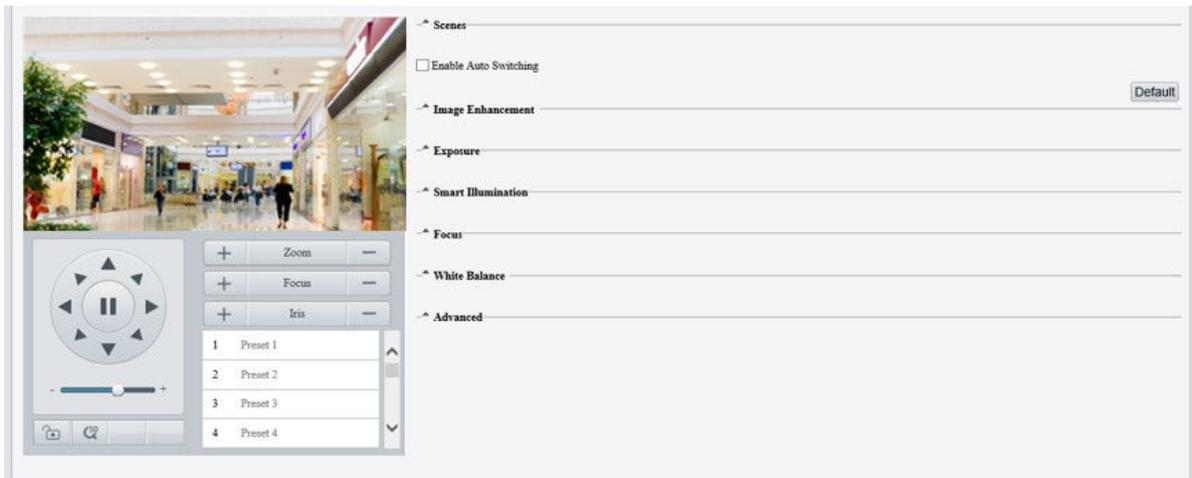 Scenes
Enable Auto Switching
Default
Image Enhancement
Exposure
Smart Illumination
Focus
White Balance
Advanced
+ Zoom −
+ Focus −
+ Iris −
1 Preset 1
2 Preset 2
3 Preset 3
4 Preset 4
- +
3D